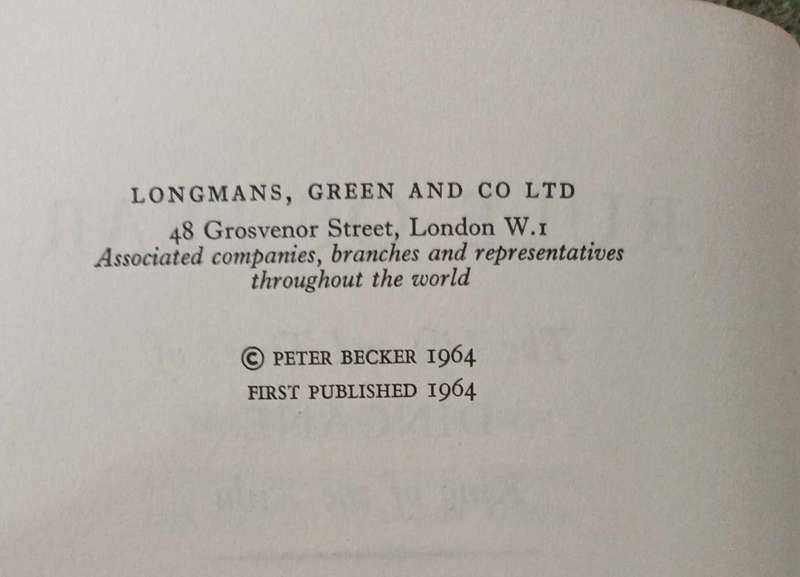 LONGMANS, GREEN AND CO LTD
48 Grosvenor Street, London W.1
Associated companies, branches and representatives
throughout the world
© PETER BECKER 1964
FIRST PUBLISHED 1964